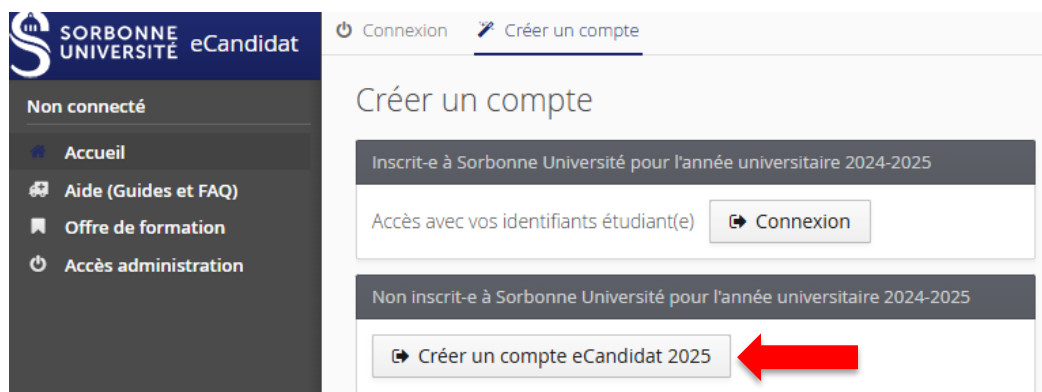 SORBONNE
UNIVERSITÉ
eCandidat
Connexion
Créer un compte
Non connecté
Accueil
Aide (Guides et FAQ)
Offre de formation
Accès administration
Créer un compte
Inscrit-e à Sorbonne Université pour l'année universitaire 2024-2025
Accès avec vos identifiants étudiant(e) Connexion
Non inscrit-e à Sorbonne Université pour l'année universitaire 2024-2025
Créer un compte eCandidat 2025